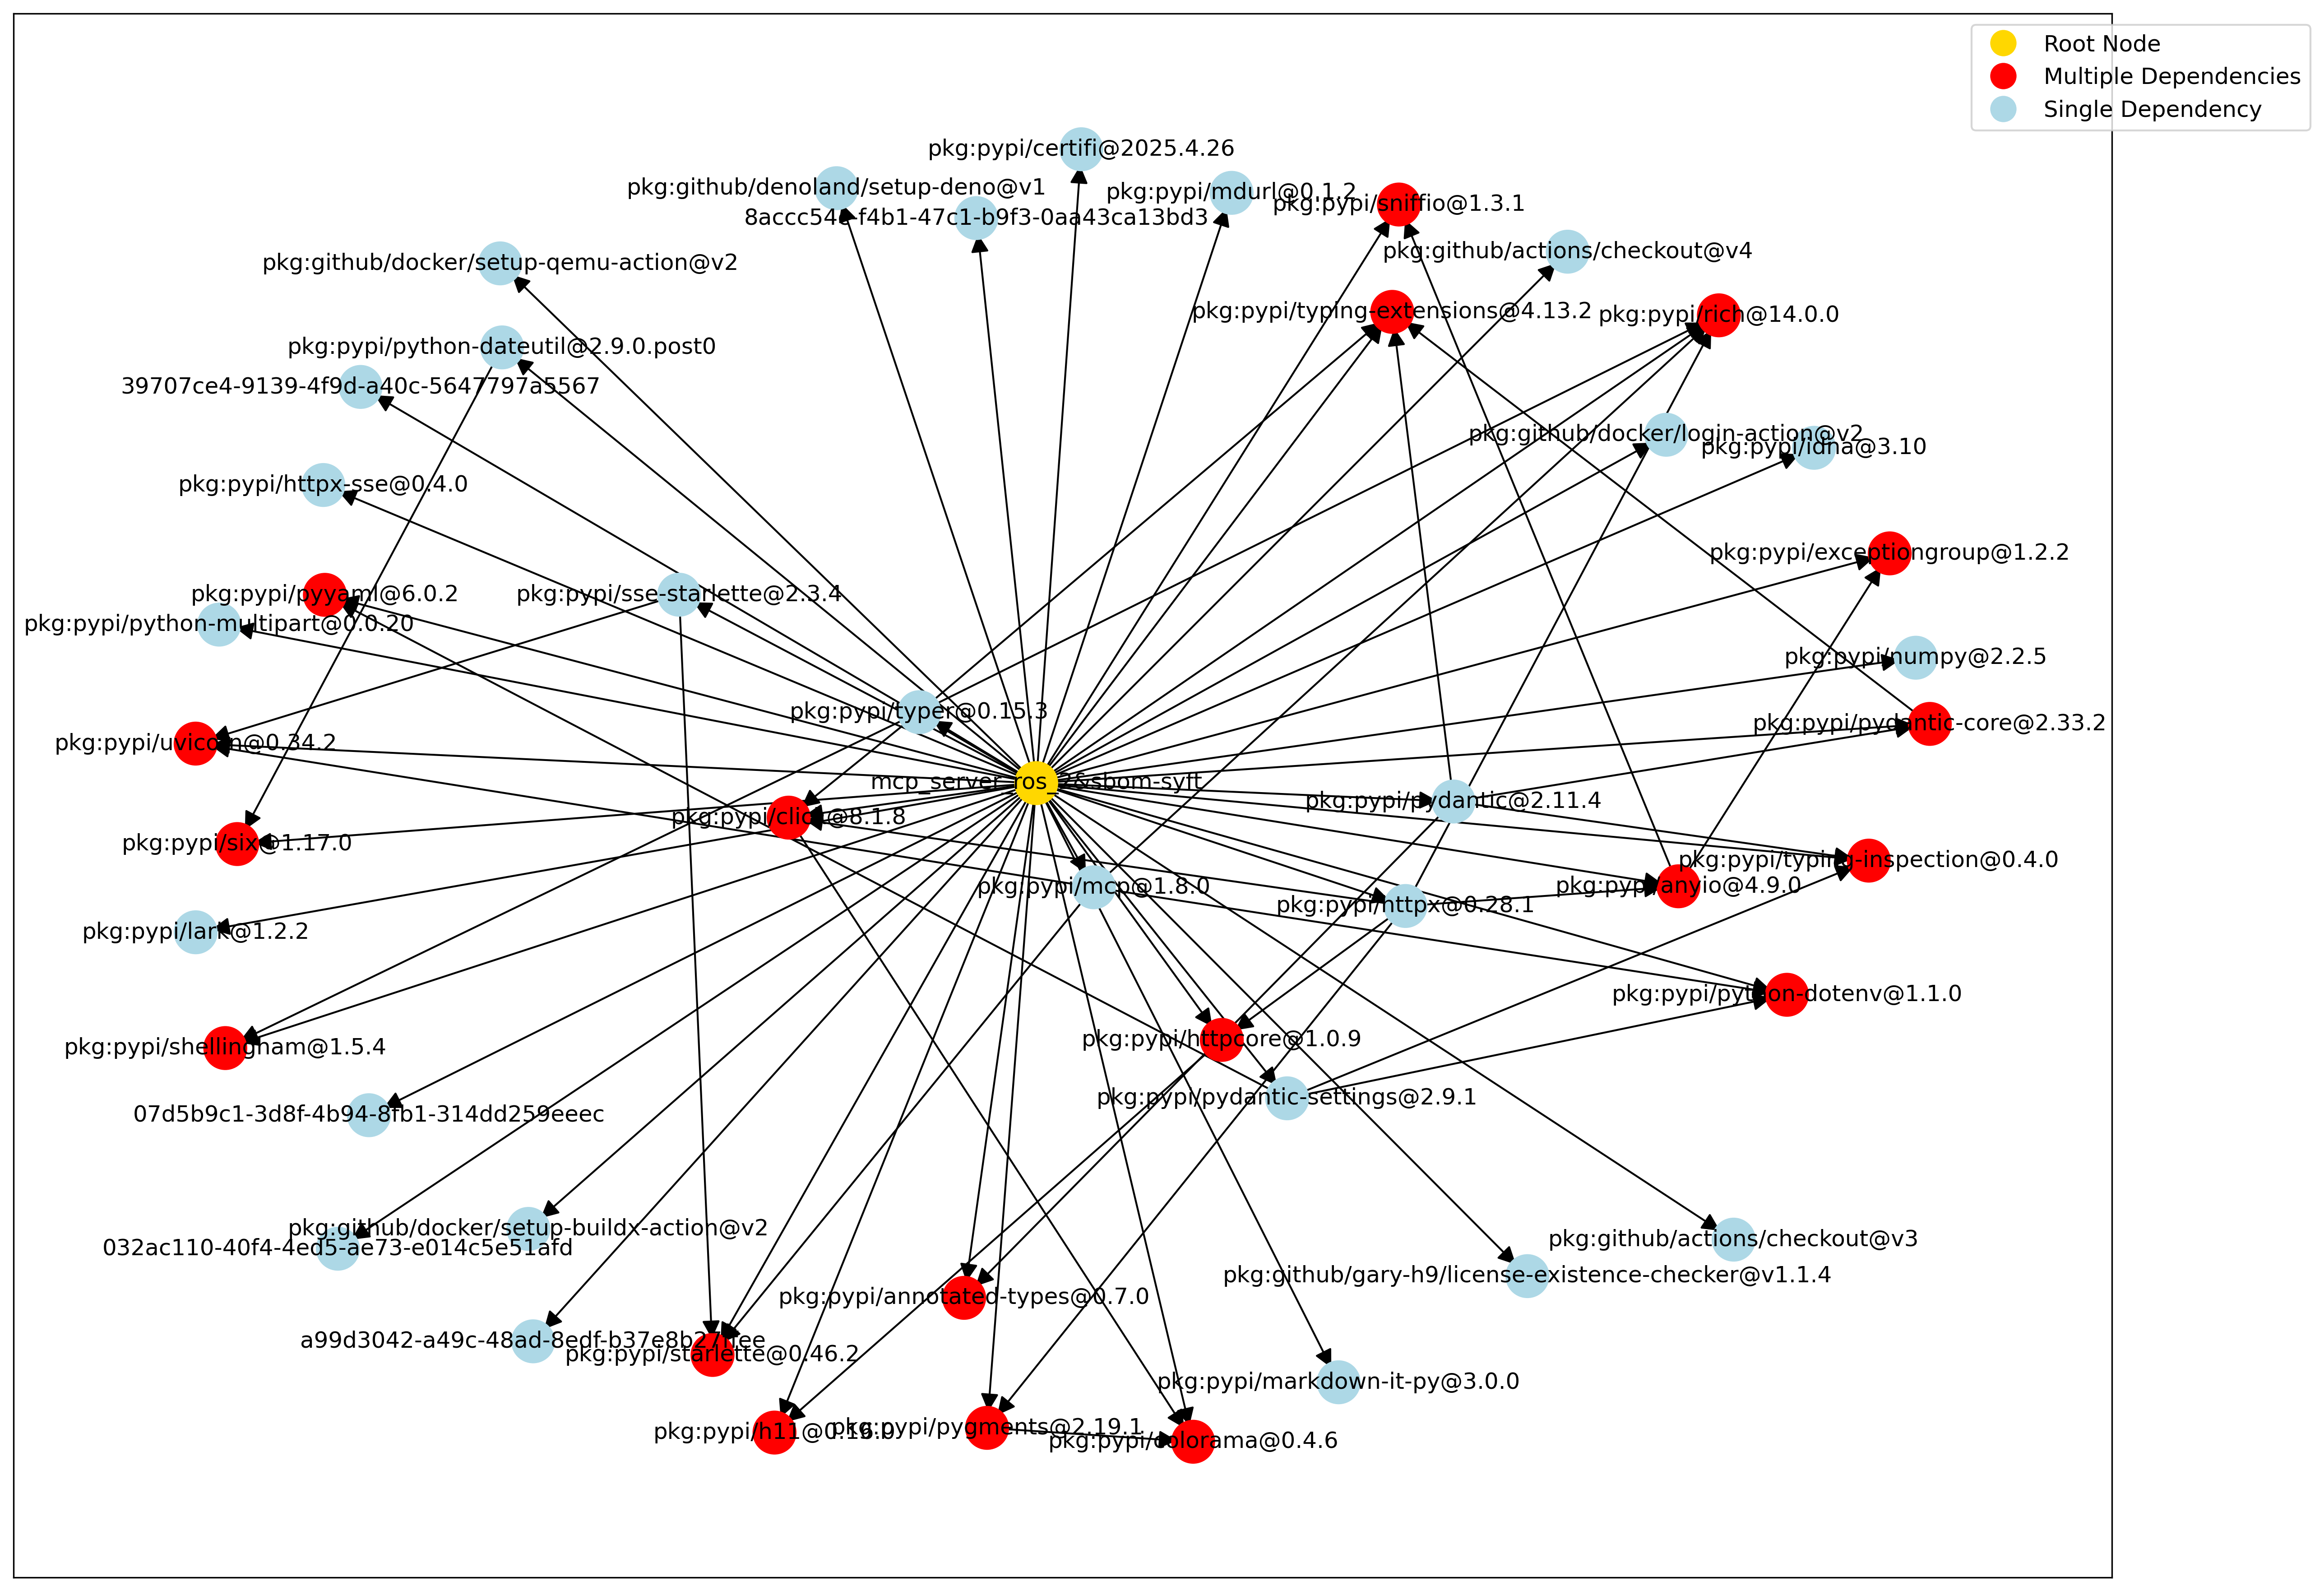 Root Node
Multiple Dependencies
Single Dependency
pkg:pypi/certifi@2025.4.26
pkg:github/denoland/setup-deno@v1
pkg:pypi/mdurl@0.1.2
pkg:pypi/sniffio@1.3.1
pkg:github/actions/checkout@v4
pkg:github/docker/setup-qemu-action@v2
pkg:pypi/typing-extensions@4.13.2
pkg:pypi/rich@14.0.0
pkg:pypi/python-dateutil@2.9.0.post0
39707ce4-9139-4f9d-a40c-5647797a5567
pkg:github/docker/login-action@v2
pkg:pypi/idna@3.10
pkg:pypi/httpx-sse@0.4.0
pkg:pypi/exceptiongroup@1.2.2
pkg:pypi/pyyaml@6.0.2
pkg:pypi/sse-starlette@2.3.4
pkg:pypi/python-multipart@0.0.20
pkg:pypi/numpy@2.2.5
pkg:pypi/typer@0.15.3
pkg:pypi/pydantic-core@2.33.2
pkg:pypi/uvicorn@0.34.2
mcp_server_ros_2&sbom-syft
pkg:pypi/pydantic@2.11.4
pkg:pypi/click@8.1.8
pkg:pypi/six@1.17.0
pkg:pypi/typing-inspection@0.4.0
pkg:pypi/mcp@1.8.0
pkg:pypi/anyio@4.9.0
pkg:pypi/httpx@0.28.1
pkg:pypi/lark@1.2.2
pkg:pypi/python-dotenv@1.1.0
pkg:pypi/httpcore@1.0.9
pkg:pypi/shellingham@1.5.4
pkg:pypi/pydantic-settings@2.9.1
07d5b9c1-3d8f-4b94-8fb1-314dd259eeec
pkg:github/docker/setup-buildx-action@v2
pkg:github/actions/checkout@v3
032ac110-40f4-4ed5-ae73-e014c5e51afd
pkg:github/gary-h9/license-existence-checker@v1.1.4
pkg:pypi/annotated-types@0.7.0
pkg:pypi/starlette@0.46.2
pkg:pypi/markdown-it-py@3.0.0
pkg:pypi/h11@0.16.0
pkg:pypi/pygments@2.19.1
pkg:pypi/colorama@0.4.6